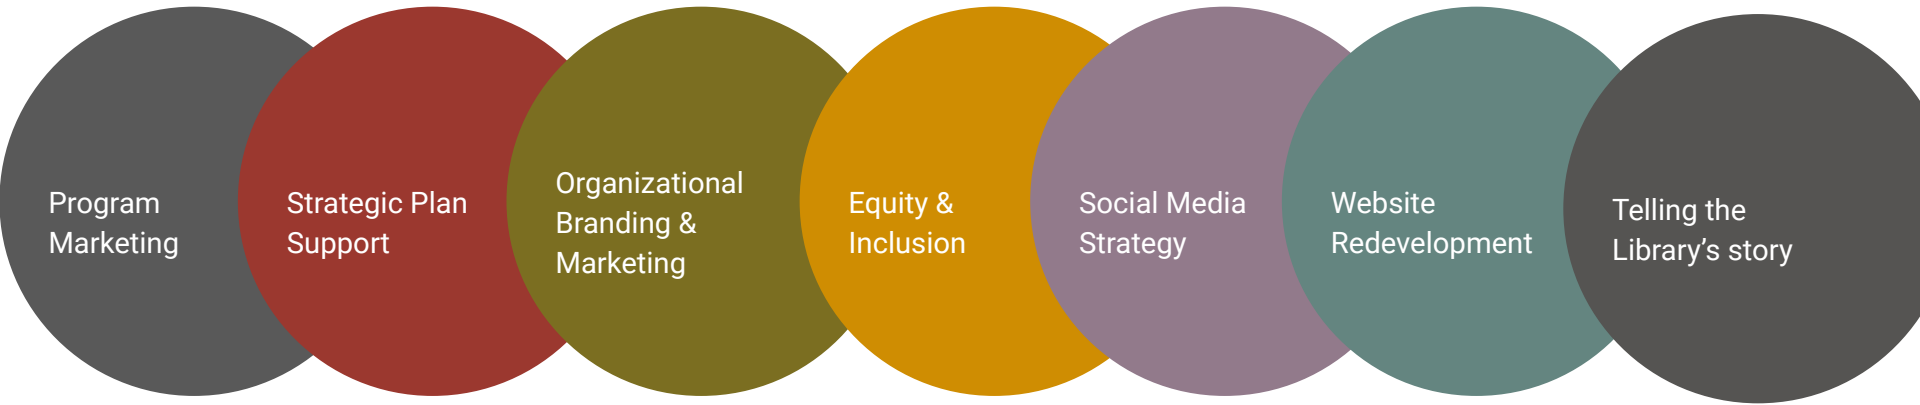 Program
Marketing
Strategic Plan
Support
Organizational
Branding &
Marketing
Equity &
Inclusion
Social Media
Strategy
Website
Redevelopment
Telling the
Library’s story